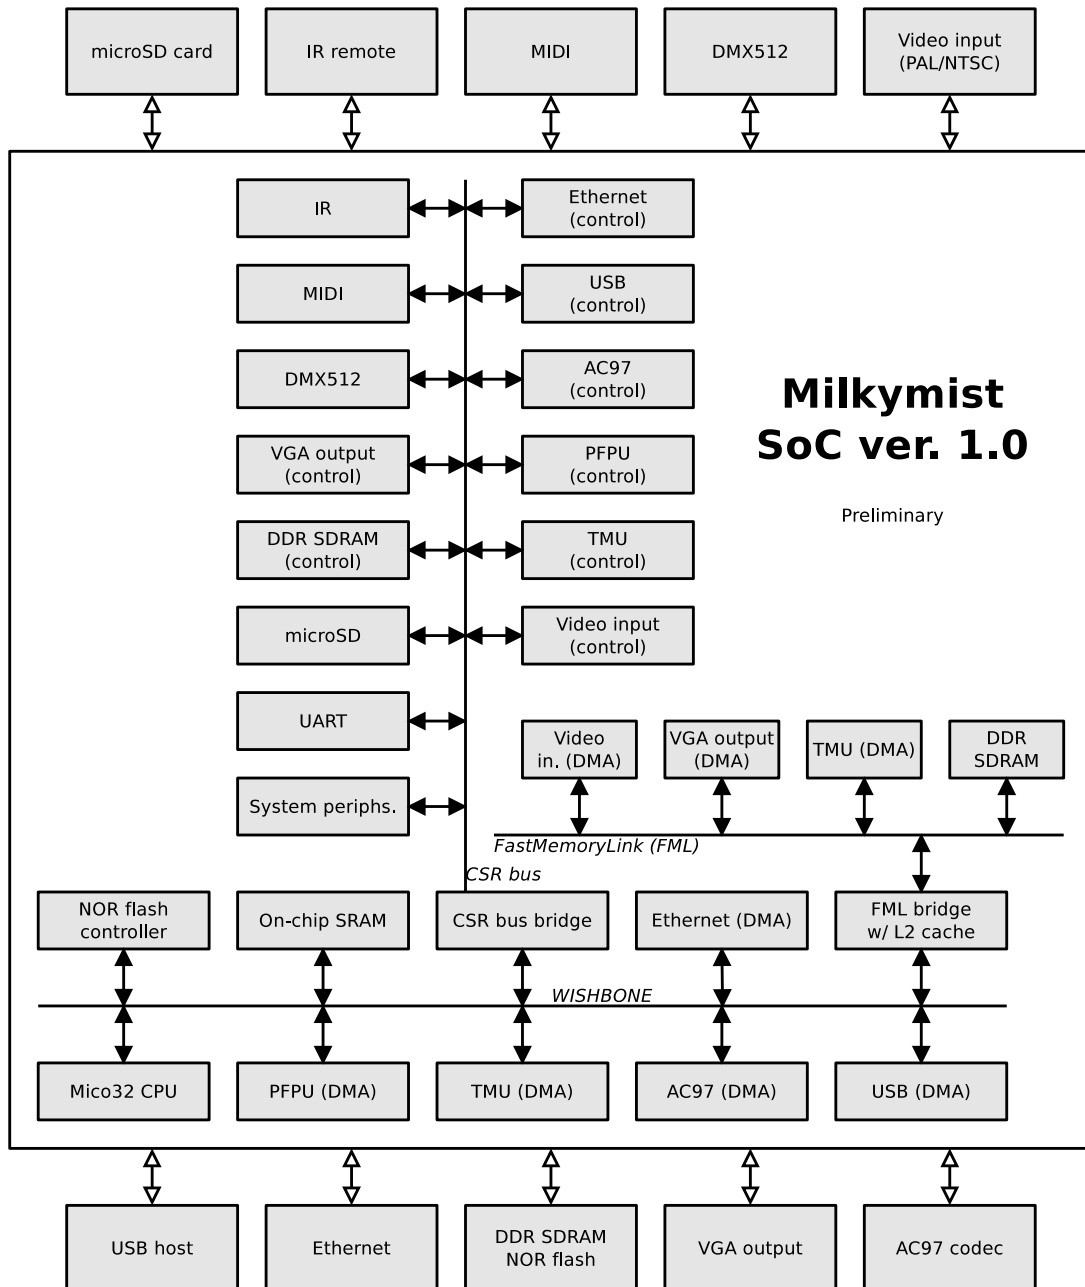 microSD card
IR remote
MIDI
DMX512
Video input
(PAL/NTSC)
IR
Ethernet
(control)
MIDI
USB
(control)
DMX512
AC97
(control)
Milkymist
SoC ver. 1.0
VGA output
(control)
PFPU
(control)
Preliminary
DDR SDRAM
(control)
TMU
(control)
microSD
Video input
(control)
UART
Video
in. (DMA)
VGA output
(DMA)
TMU (DMA)
DDR
SDRAM
System periphs.
FastMemoryLink (FML)
CSR bus
NOR flash
controller
On-chip SRAM
CSR bus bridge
Ethernet (DMA)
FML bridge
w/ L2 cache
WISHBONE
Mico32 CPU
PFPU (DMA)
TMU (DMA)
AC97 (DMA)
USB (DMA)
USB host
Ethernet
DDR SDRAM
NOR flash
VGA output
AC97 codec